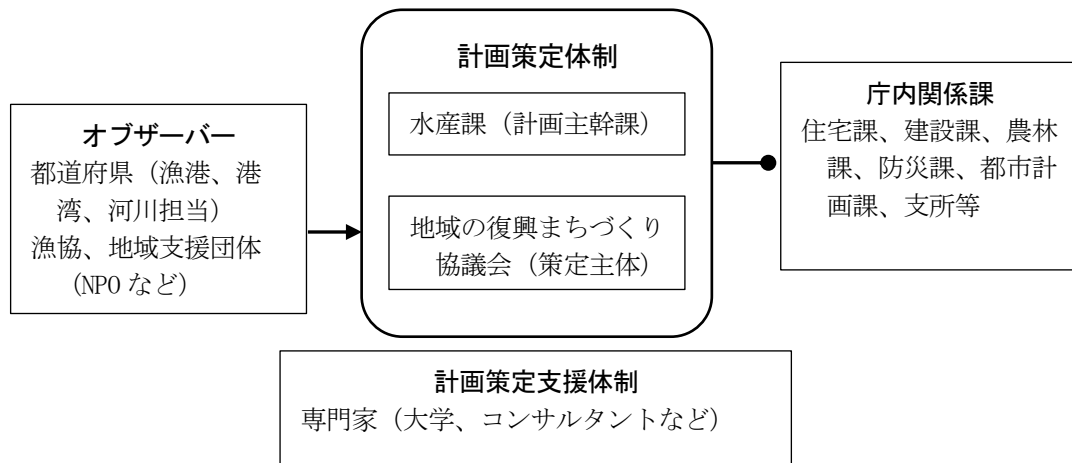 オブザーバー
都道府県（漁港、港
湾、河川担当）
漁協、地域支援団体
（NPO など）
計画策定体制
水産課（計画主幹課）
地域の復興まちづくり
協議会（策定主体）
庁内関係課
住宅課、建設課、農林
課、防災課、都市計
画課、支所等
計画策定支援体制
専門家（大学、コンサルタントなど）